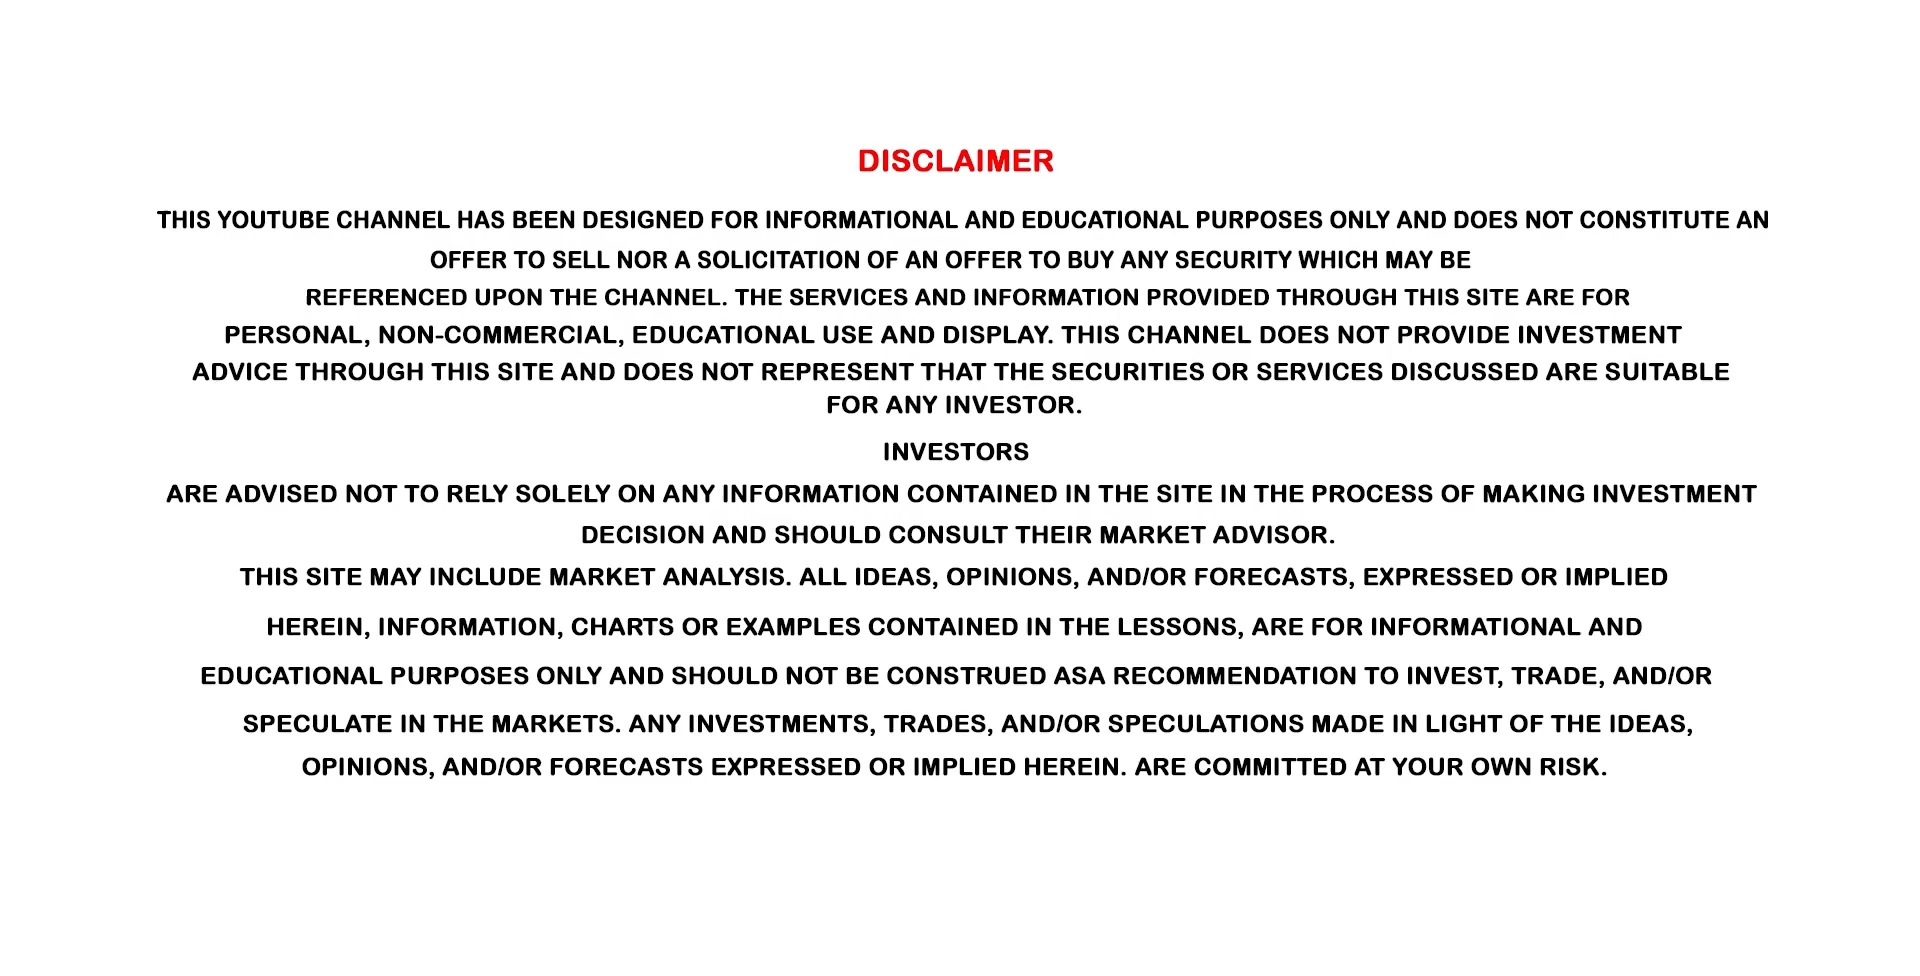 DISCLAIMER
THIS YOUTUBE CHANNEL HAS BEEN DESIGNED FOR INFORMATIONAL AND EDUCATIONAL PURPOSES ONLY AND DOES NOT CONSTITUTE AN
OFFER TO SELL NOR A SOLICITATION OF AN OFFER TO BUY ANY SECURITY WHICH MAY BE
REFERENCED UPON THE CHANNEL. THE SERVICES AND INFORMATION PROVIDED THROUGH THIS SITE ARE FOR
PERSONAL, NON-COMMERCIAL, EDUCATIONAL USE AND DISPLAY. THIS CHANNEL DOES NOT PROVIDE INVESTMENT
ADVICE THROUGH THIS SITE AND DOES NOT REPRESENT THAT THE SECURITIES OR SERVICES DISCUSSED ARE SUITABLE
FOR ANY INVESTOR.
INVESTORS
ARE ADVISED NOT TO RELY SOLELY ON ANY INFORMATION CONTAINED IN THE SITE IN THE PROCESS OF MAKING INVESTMENT
DECISION AND SHOULD CONSULT THEIR MARKET ADVISOR.
THIS SITE MAY INCLUDE MARKET ANALYSIS. ALL IDEAS, OPINIONS, AND/OR FORECASTS, EXPRESSED OR IMPLIED
HEREIN, INFORMATION, CHARTS OR EXAMPLES CONTAINED IN THE LESSONS, ARE FOR INFORMATIONAL AND
EDUCATIONAL PURPOSES ONLY AND SHOULD NOT BE CONSTRUED ASA RECOMMENDATION TO INVEST, TRADE, AND/OR
SPECULATE IN THE MARKETS. ANY INVESTMENTS, TRADES, AND/OR SPECULATIONS MADE IN LIGHT OF THE IDEAS,
OPINIONS, AND/OR FORECASTS EXPRESSED OR IMPLIED HEREIN. ARE COMMITTED AT YOUR OWN RISK.